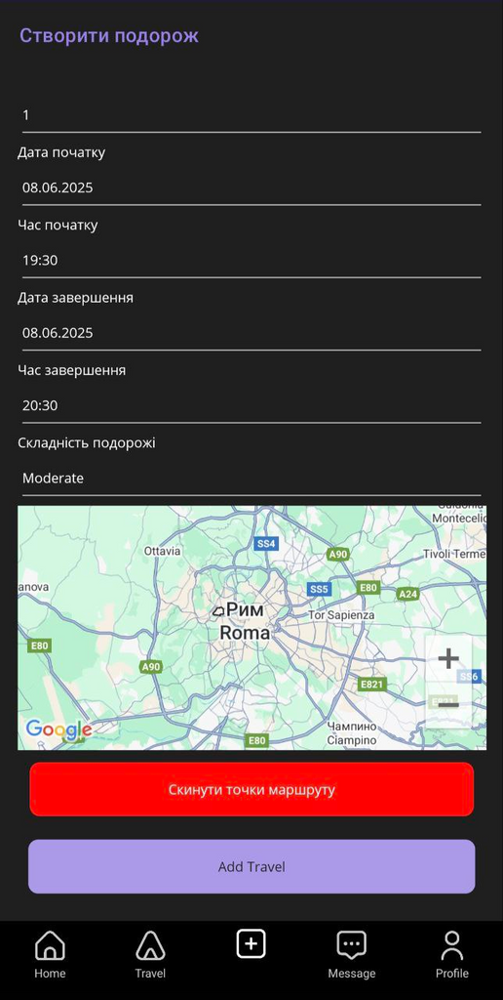 Створити подорож
1
Дата початку
08.06.2025
Час початку
19:30
Дата завершення
08.06.2025
Час завершення
20:30
Складність подорожі
Moderate
Montecelio
SS4
Ottavia
A90
Tivoli Terme
anova
SS5
E80
A24
Рим
Roma
Tor Sapienza
E80
A90
E821
SS6
Google
E80
Чампино
Ciampino
+
−
Скинути точки маршруту
Add Travel
Home
Travel
+
Message
Profile